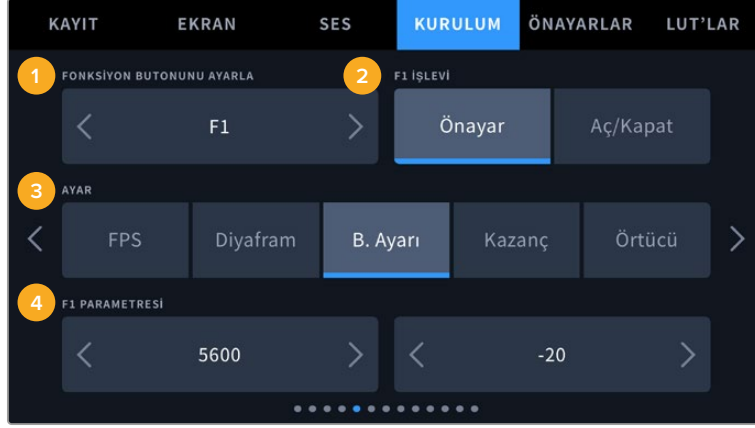 KAYIT EKRAN SES KURULUM ÖNAYARLAR LUT’LAR
1 FONKSİYON BUTONUNU AYARLA 2 F1 İŞLEVİ
F1 Önayar Aç/Kapat
3 AYAR
FPS Diyafram B. Ayarı Kazanç Örtücü
4 F1 PARAMETRESİ
5600 -20